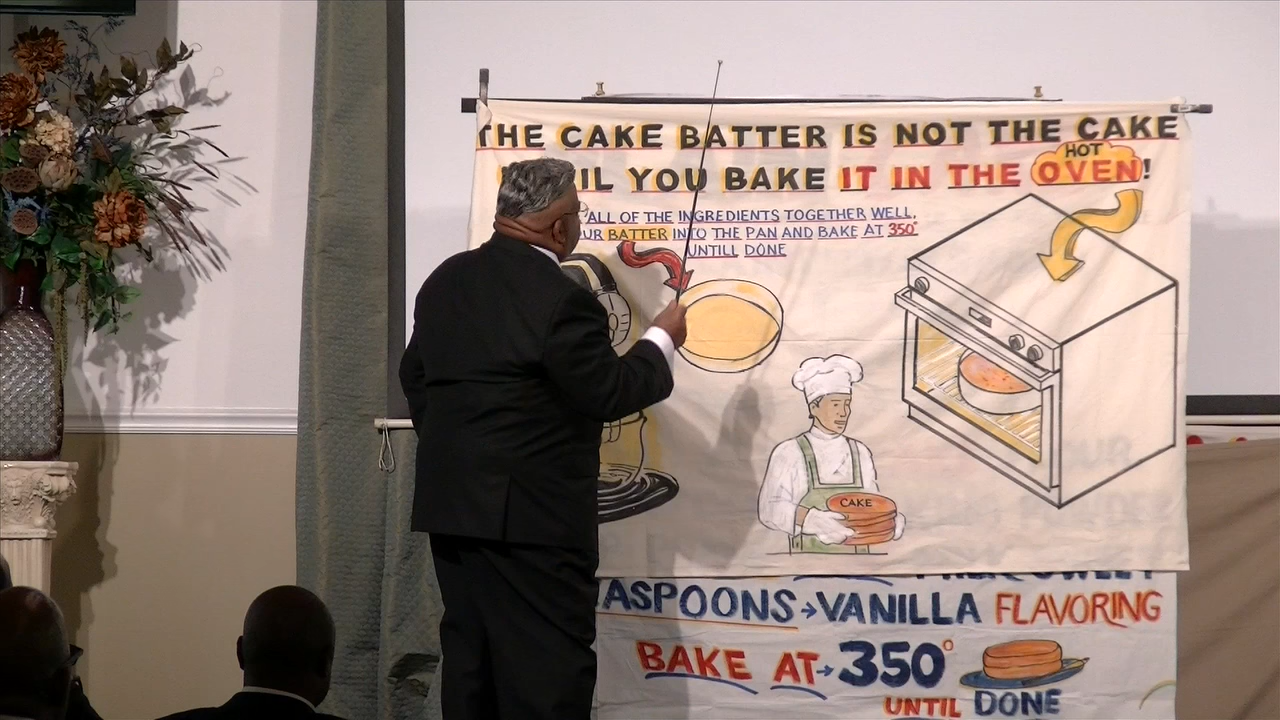 THE CAKE BATTER IS NOT THE CAKE
HOT
IL YOU BAKE IT IN THE OVEN!
ALL OF THE INGREDIENTS TOGETHER WELL,
UR BATTER INTO THE PAN AND BAKE AT 350°
UNTILL DONE
CAKE
ASPOONS→VANILLA FLAVORING
BAKE AT→350°
UNTIL DONE